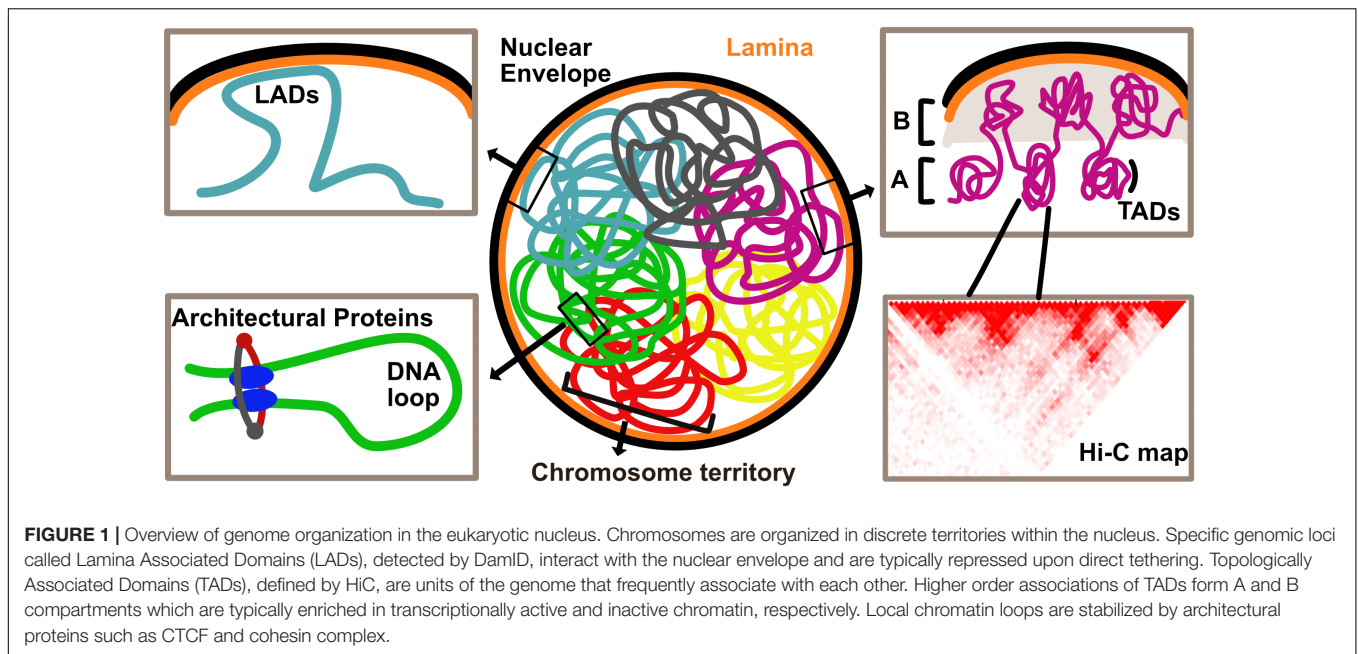 Nuclear
Envelope
Lamina
LADs
B
A
TADs
Architectural Proteins
DNA
loop
Chromosome territory
Hi-C map
FIGURE 1 | Overview of genome organization in the eukaryotic nucleus. Chromosomes are organized in discrete territories within the nucleus. Specific genomic loci
called Lamina Associated Domains (LADs), detected by DamID, interact with the nuclear envelope and are typically repressed upon direct tethering. Topologically
Associated Domains (TADs), defined by HiC, are units of the genome that frequently associate with each other. Higher order associations of TADs form A and B
compartments which are typically enriched in transcriptionally active and inactive chromatin, respectively. Local chromatin loops are stabilized by architectural
proteins such as CTCF and cohesin complex.